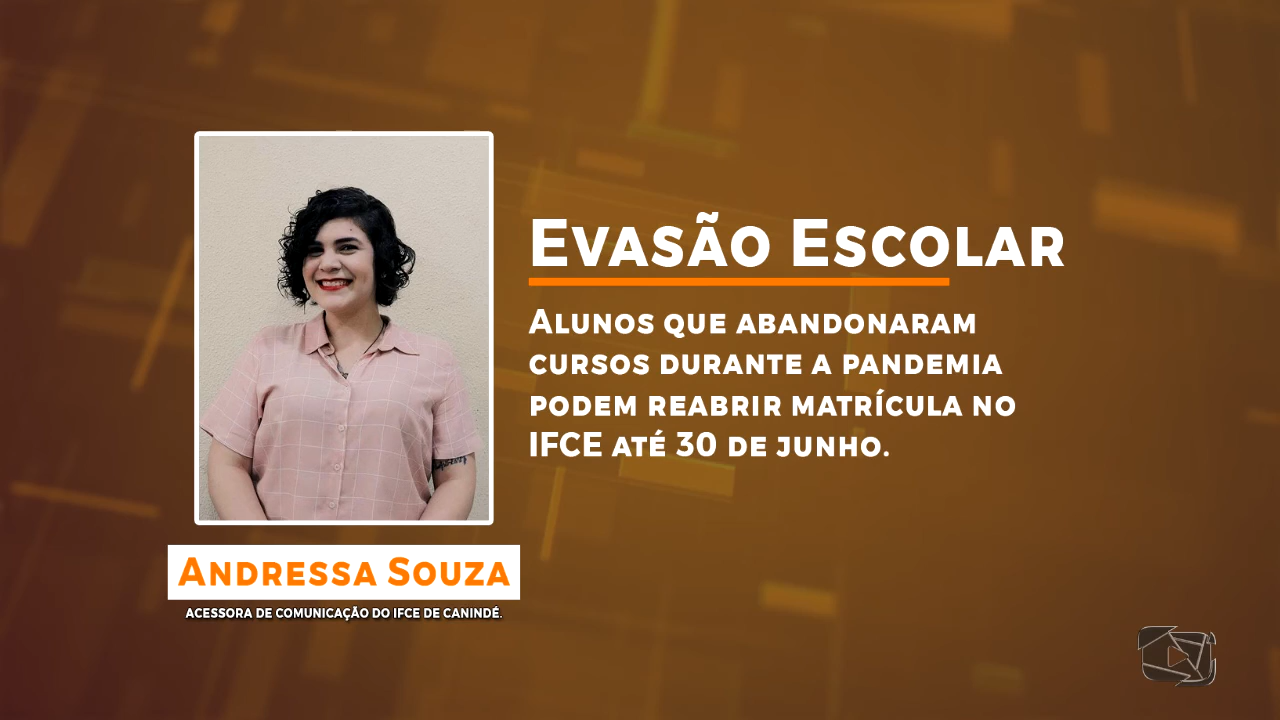 Evasão Escolar
Alunos que abandonaram
cursos durante a pandemia
podem reabrir matrícula no
IFCE até 30 de junho.
Andressa Souza
ACESSORA DE COMUNICAÇÃO DO IFCE DE CANINDÉ.